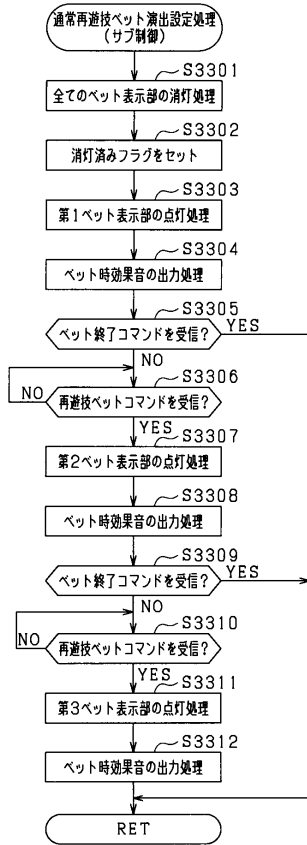 通常再遊技ベット演出設定処理
(サブ制御)
S3301
全てのベット表示部の消灯処理
S3302
消灯済みフラグをセット
S3303
第1ベット表示部の点灯処理
S3304
ベット時効果音の出力処理
S3305
ベット終了コマンドを受信?
YES
NO
S3306
NO
再遊技ベットコマンドを受信?
YES
S3307
第2ベット表示部の点灯処理
S3308
ベット時効果音の出力処理
S3309
ベット終了コマンドを受信?
YES
NO
S3310
NO
再遊技ベットコマンドを受信?
YES
S3311
第3ベット表示部の点灯処理
S3312
ベット時効果音の出力処理
RET